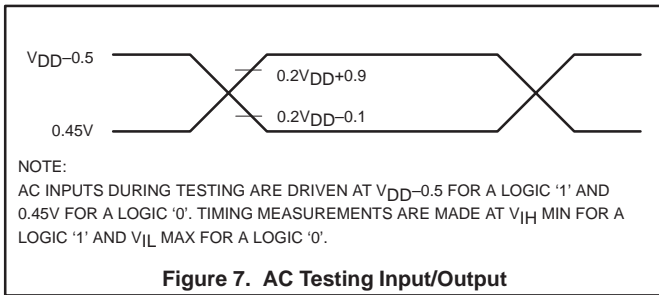 VDD–0.5
0.2VDD+0.9
0.2VDD–0.1
0.45V
NOTE:
AC INPUTS DURING TESTING ARE DRIVEN AT VDD–0.5 FOR A LOGIC ‘1’ AND
0.45V FOR A LOGIC ‘0’. TIMING MEASUREMENTS ARE MADE AT VIH MIN FOR A
LOGIC ‘1’ AND VIL MAX FOR A LOGIC ‘0’.
Figure 7. AC Testing Input/Output